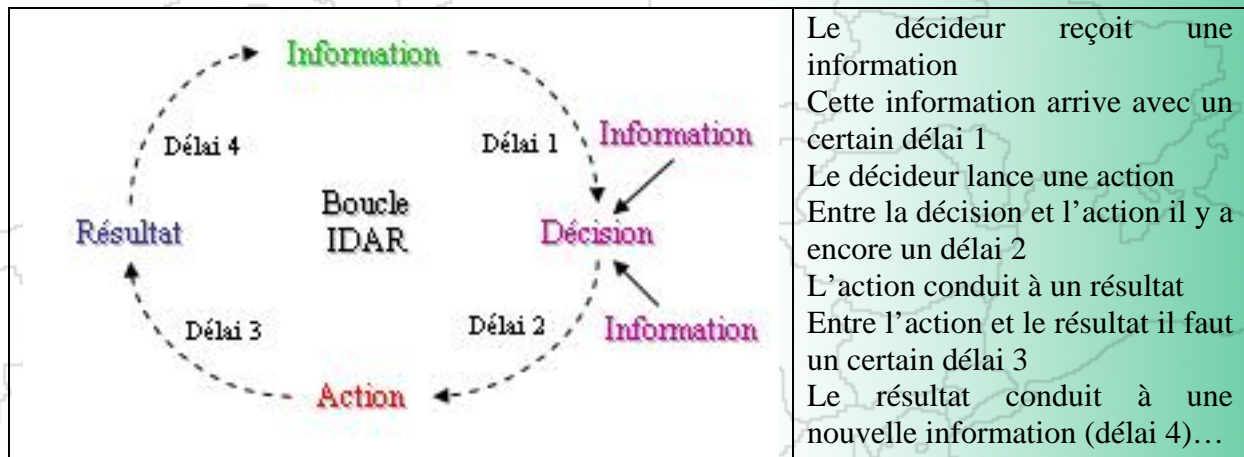 Information
Délai 4
Délai 1
Information
Boucle
IDAR
Résultat
Décision
Délai 3
Délai 2
Information
Action
Le décideur reçoit une
information
Cette information arrive avec un
certain délai 1
Le décideur lance une action
Entre la décision et l’action il y a
encore un délai 2
L’action conduit à un résultat
Entre l’action et le résultat il faut
un certain délai 3
Le résultat conduit à une
nouvelle information (délai 4)…